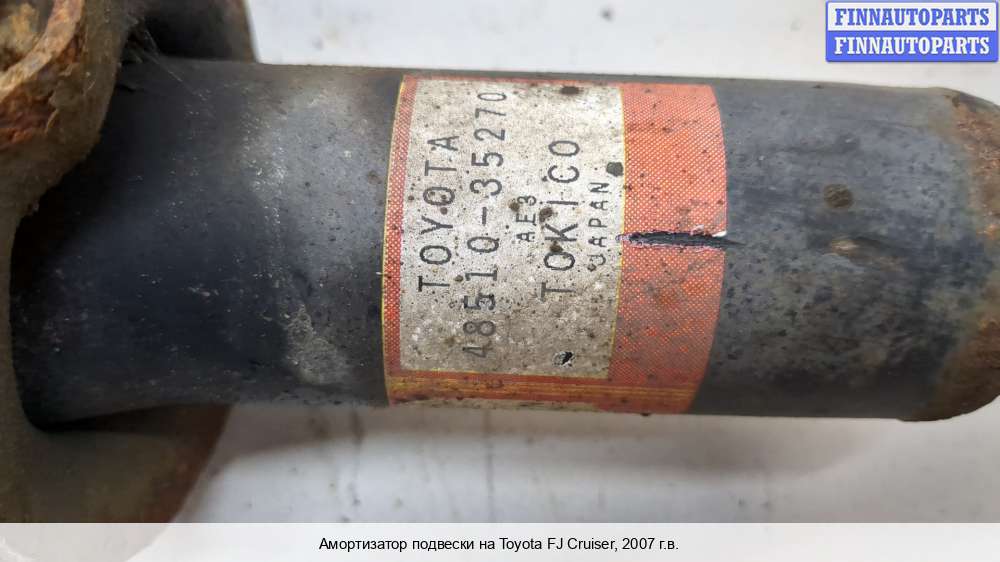 FINNAUTOPARTS
FINNAUTOPARTS
TOYOTA
48510-35270
AE3
TOKICO
JAPAN
Амортизатор подвески на Toyota FJ Cruiser, 2007 г.в.